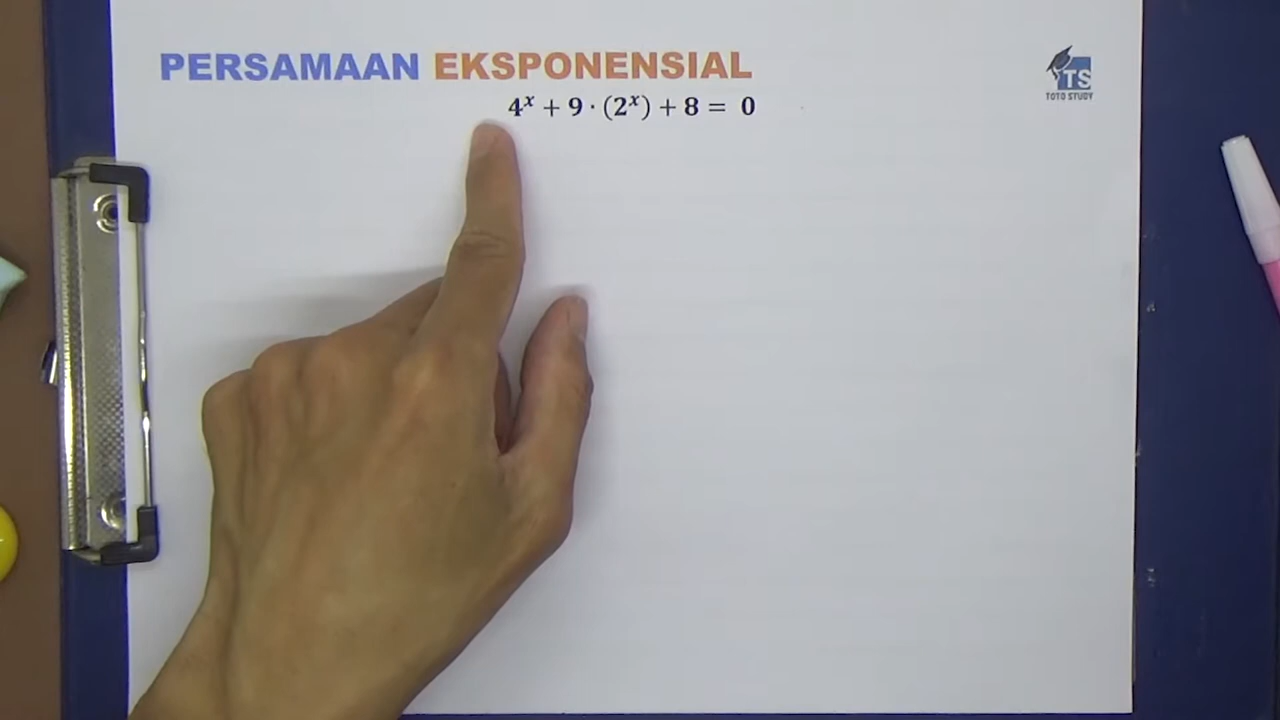 PERSAMAAN EKSPONENSIAL
4ˣ + 9 · (2ˣ) + 8 = 0
TS
TOTO STUDY